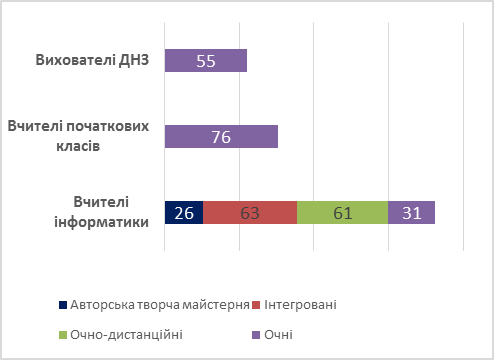 Вихователі ДНЗ
55
Вчителі початкових
класів
76
Вчителі
інформатики
26 63 61 31
Авторська творча майстерня Інтегровані
Очно-дистанційні Очні